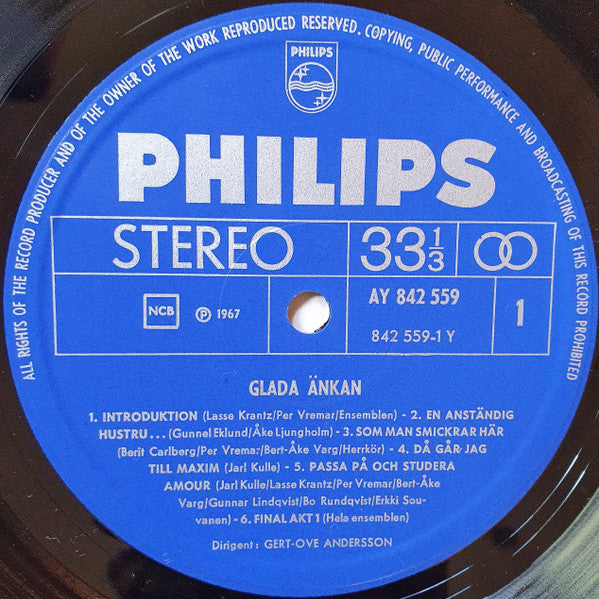 ALL RIGHTS OF THE RECORD PRODUCER AND OF THE OWNER OF THE WORK REPRODUCED RESERVED. COPYING, PUBLIC PERFORMANCE AND BROADCASTING OF THIS RECORD PROHIBITED
PHILIPS
PHILIPS
STEREO
33⅓
NCB
℗ 1967
AY 842 559
842 559-1 Y
1
GLADA ÄNKAN
1. INTRODUKTION (Lasse Krantz/Per Vremar/Ensemblen) - 2. EN ANSTÄNDIG
HUSTRU... (Gunnel Eklund/Åke Ljungholm) - 3. SOM MAN SMICKRAR HÄR
(Berit Carlberg/Per Vremar/Bert-Åke Varg/Herrkör) - 4. DÅ GÅR JAG
TILL MAXIM (Jarl Kulle) - 5. PASSA PÅ OCH STUDERA
AMOUR (Jarl Kulle/Lasse Krantz/Per Vremar/Bert-Åke
Varg/Gunnar Lindqvist/Bo Rundqvist/Erkki Sou-
vanen) - 6. FINAL AKT 1 (Hela ensemblen)
Dirigent: GERT-OVE ANDERSSON